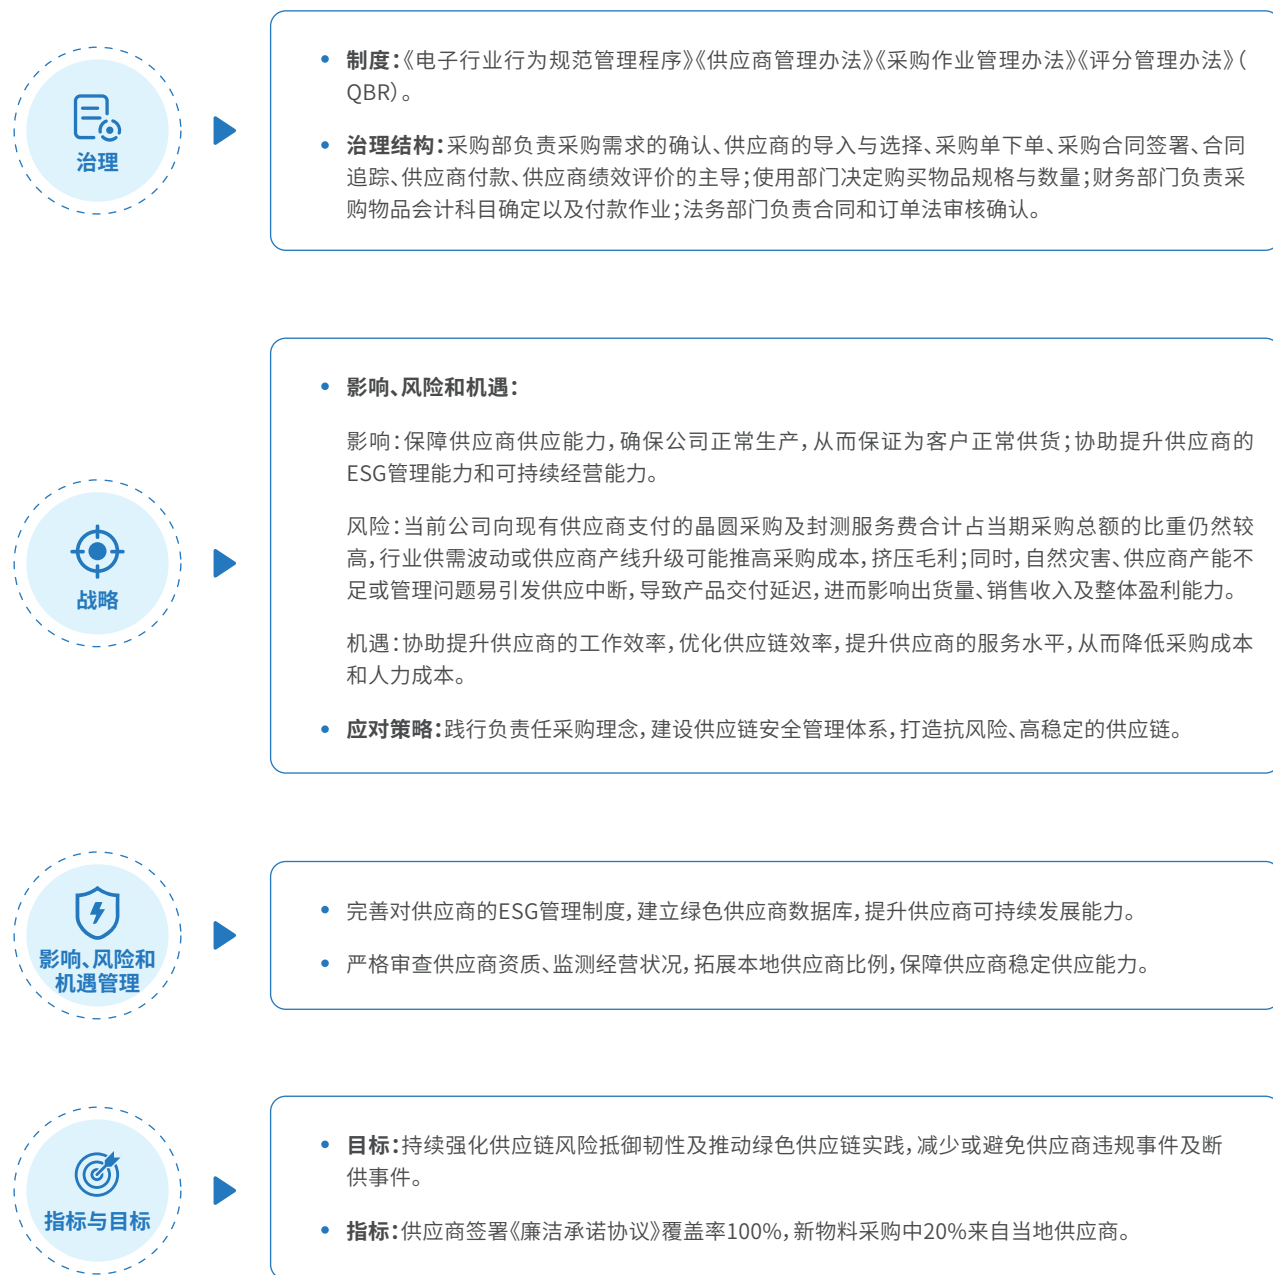 治理
• 制度：《电子行业行为规范管理程序》《供应商管理办法》《采购作业管理办法》《评分管理办法》（
QBR）。
• 治理结构：采购部负责采购需求的确认、供应商的导入与选择、采购单下单、采购合同签署、合同
追踪、供应商付款、供应商绩效评价的主导；使用部门决定购买物品规格与数量；财务部门负责采
购物品会计科目确定以及付款作业；法务部门负责合同和订单法审核确认。
战略
• 影响、风险和机遇：
影响：保障供应商供应能力，确保公司正常生产，从而保证为客户正常供货；协助提升供应商的
ESG管理能力和可持续经营能力。
风险：当前公司向现有供应商支付的晶圆采购及封测服务费合计占当期采购总额的比重仍然较
高，行业供需波动或供应商产线升级可能推高采购成本，挤压毛利；同时，自然灾害、供应商产能不
足或管理问题易引发供应中断，导致产品交付延迟，进而影响出货量、销售收入及整体盈利能力。
机遇：协助提升供应商的工作效率，优化供应链效率，提升供应商的服务水平，从而降低采购成本
和人力成本。
• 应对策略：践行负责任采购理念，建设供应链安全管理体系，打造抗风险、高稳定的供应链。
影响、风险和
机遇管理
• 完善对供应商的ESG管理制度，建立绿色供应商数据库，提升供应商可持续发展能力。
• 严格审查供应商资质、监测经营状况，拓展本地供应商比例，保障供应商稳定供应能力。
指标与目标
• 目标：持续强化供应链风险抵御韧性及推动绿色供应链实践，减少或避免供应商违规事件及断
供事件。
• 指标：供应商签署《廉洁承诺协议》覆盖率100%，新物料采购中20%来自当地供应商。